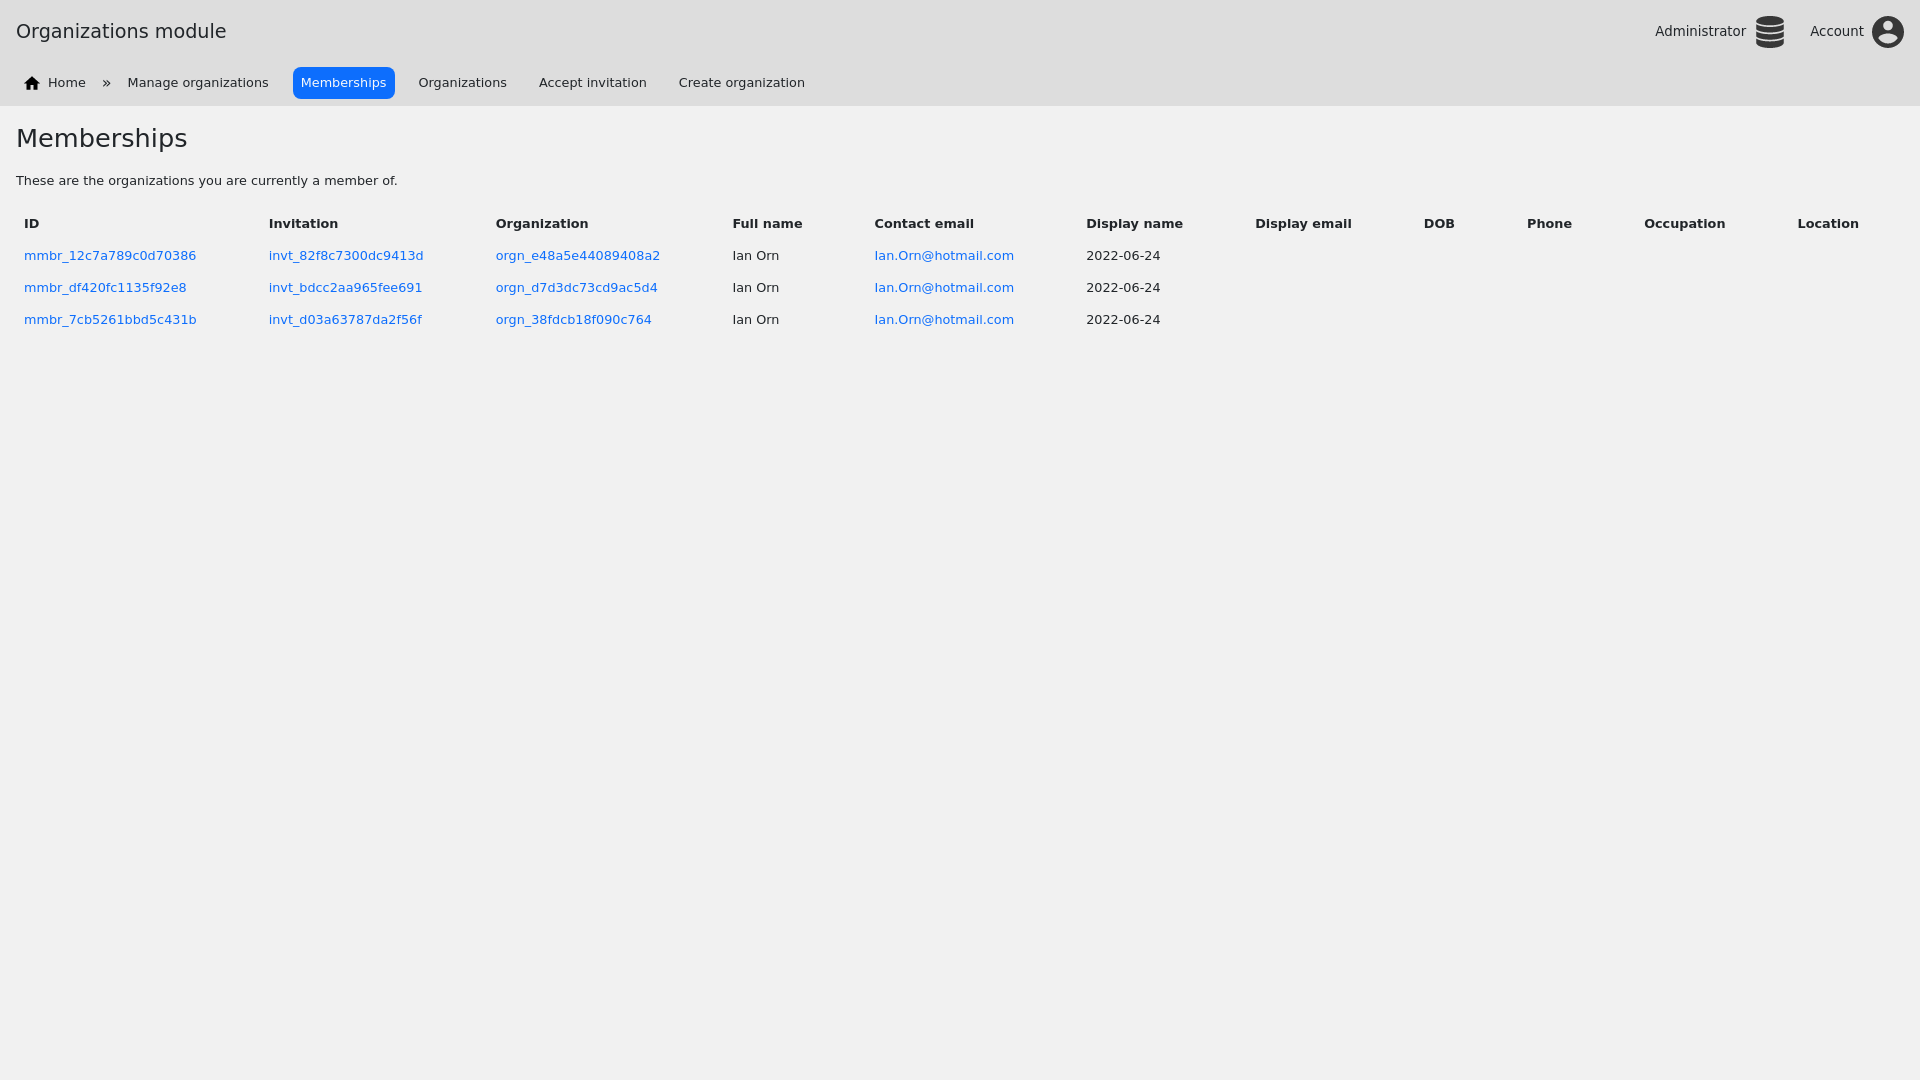 Organizations module
Administrator
Account
Home » Manage organizations Memberships Organizations Accept invitation Create organization
Memberships
These are the organizations you are currently a member of.
ID Invitation Organization Full name Contact email Display name Display email DOB Phone Occupation Location
mmbr_12c7a789c0d70386 invt_82f8c7300dc9413d orgn_e48a5e44089408a2 Ian Orn Ian.Orn@hotmail.com 2022-06-24
mmbr_df420fc1135f92e8 invt_bdcc2aa965fee691 orgn_d7d3dc73cd9ac5d4 Ian Orn Ian.Orn@hotmail.com 2022-06-24
mmbr_7cb5261bbd5c431b invt_d03a63787da2f56f orgn_38fdcb18f090c764 Ian Orn Ian.Orn@hotmail.com 2022-06-24